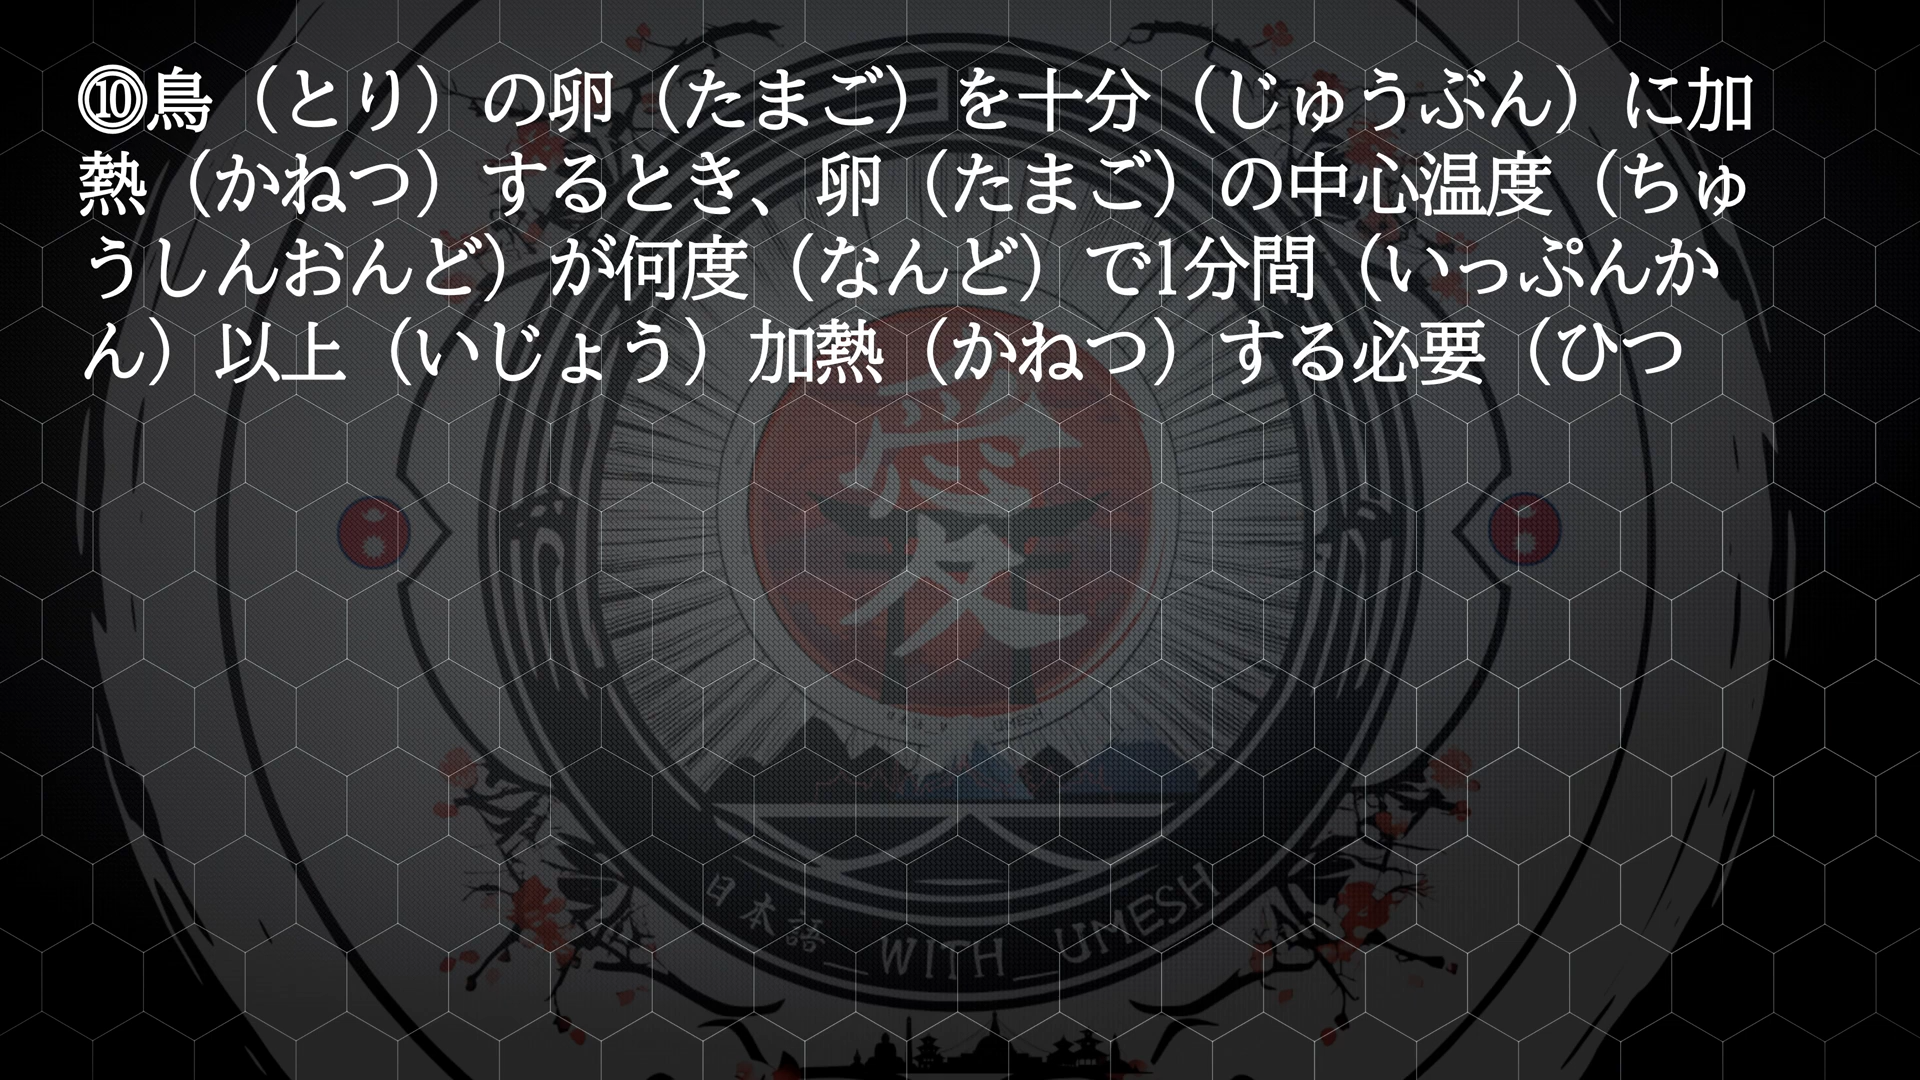 ⑩鳥（とり）の卵（たまご）を十分（じゅうぶん）に加
熱（かねつ）するとき、卵（たまご）の中心温度（ちゅ
うしんおんど）が何度（なんど）で1分間（いっぷんか
ん）以上（いじょう）加熱（かねつ）する必要（ひつ
愛
日本語_WITH_UMESH